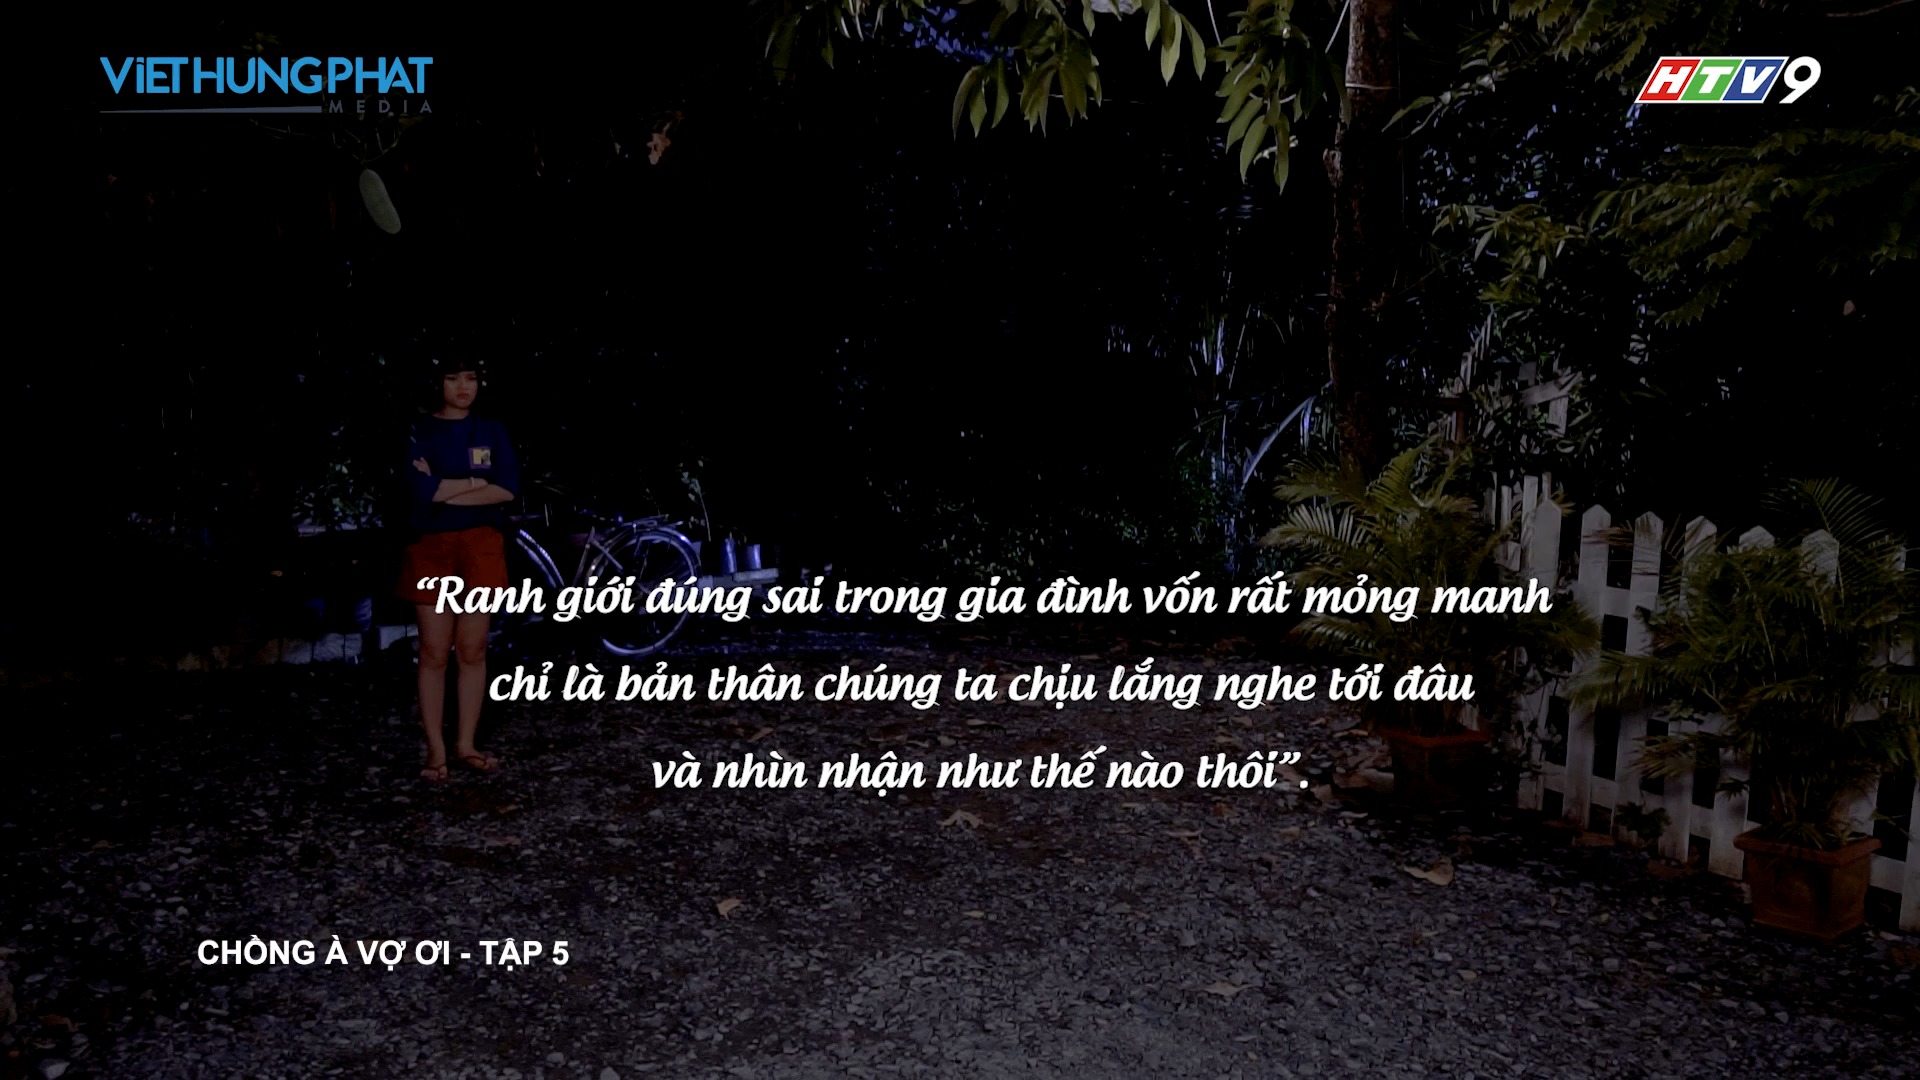 VIETHUNGPHAT
MEDIA
HTV9
“Ranh giới đúng sai trong gia đình vốn rất mỏng manh
chỉ là bản thân chúng ta chịu lắng nghe tới đâu
và nhìn nhận như thế nào thôi”.
CHỒNG À VỢ ƠI - TẬP 5